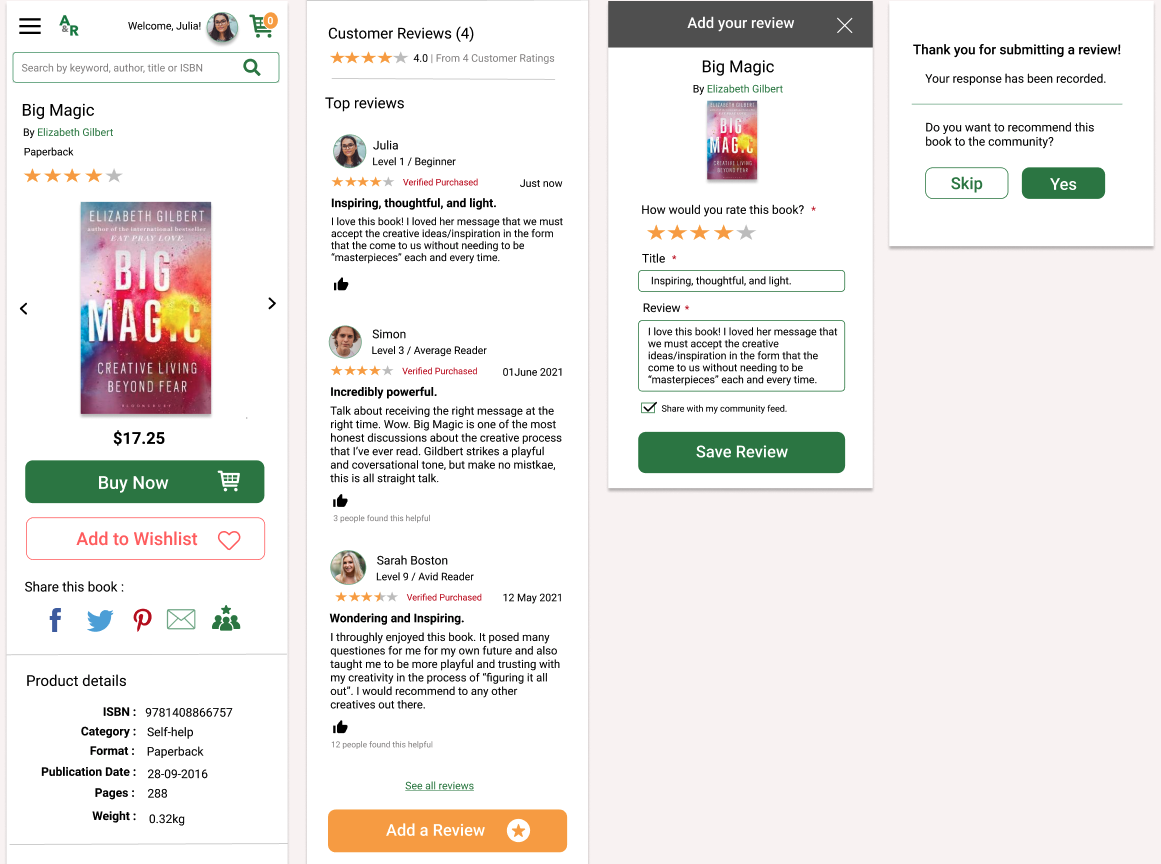 A
&
R
Welcome, Julia!
0
Search by keyword, author, title or ISBN
Big Magic
By Elizabeth Gilbert
Paperback
ELIZABETH GILBERT
author of the international bestseller
EAT PRAY LOVE
BIG
MAGIC
CREATIVE LIVING
BEYOND FEAR
BLOOMSBURY
$17.25
Buy Now
Add to Wishlist
Share this book :
Product details
ISBN : 9781408866757
Category : Self-help
Format : Paperback
Publication Date : 28-09-2016
Pages : 288
Weight : 0.32kg
Customer Reviews (4)
4.0 | From 4 Customer Ratings
Top reviews
Julia
Level 1 / Beginner
Verified Purchased Just now
Inspiring, thoughtful, and light.
I love this book! I loved her message that we must
accept the creative ideas/inspiration in the form
that the come to us without needing to be
“masterpieces” each and every time.
Simon
Level 3 / Average Reader
Verified Purchased 01June 2021
Incredibly powerful.
Talk about receiving the right message at the
right time. Wow. Big Magic is one of the most
honest discussions about the creative process
that I’ve ever read. Gildbert strikes a playful
and coversational tone, but make no mistkae,
this is all straight talk.
3 people found this helpful
Sarah Boston
Level 9 / Avid Reader
Verified Purchased 12 May 2021
Wondering and Inspiring.
I throughly enjoyed this book. It posed many
questiones for me for my own future and also
taught me to be more playful and trusting with
my creativity in the process of “figuring it all
out”. I would recommend to any other
creatives out there.
12 people found this helpful
See all reviews
Add a Review
Add your review
Big Magic
By Elizabeth Gilbert
ELIZABETH GILBERT
BIG
MAGIC
CREATIVE LIVING
BEYOND FEAR
How would you rate this book? *
Title *
Inspiring, thoughtful, and light.
Review *
I love this book! I loved her message that
we must accept the creative
ideas/inspiration in the form that the
come to us without needing to be
“masterpieces” each and every time.
Share with my community feed.
Save Review
Thank you for submitting a review!
Your response has been recorded.
Do you want to recommend this
book to the community?
Skip
Yes